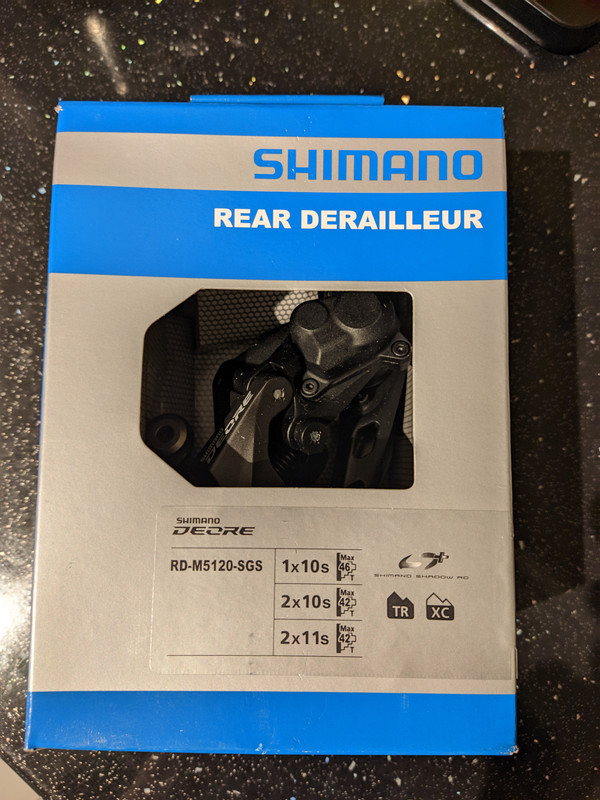 SHIMANO
REAR DERAILLEUR
DEORE
SHIMANO
DEORE
RD-M5120-SGS
1x10s Max 46T
2x10s Max 42T
2x11s Max 42T
SHIMANO SHADOW RD
TR XC